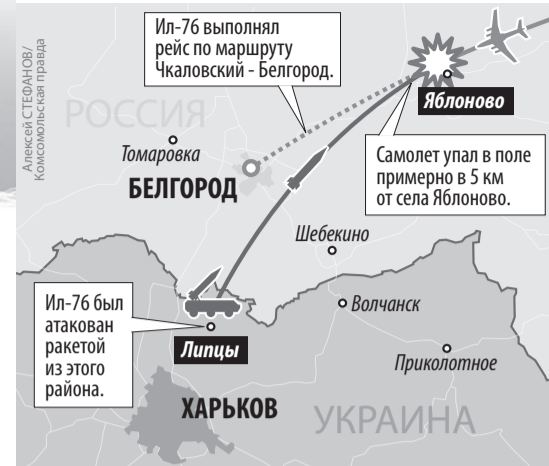 Алексей СТЕФАНОВ/
Комсомольская правда
Ил-76 выполнял
рейс по маршруту
Чкаловский - Белгород.
РОССИЯ
Яблоново
Томаровка
Самолет упал в поле
примерно в 5 км
от села Яблоново.
БЕЛГОРОД
Шебекино
Ил-76 был
атакован
ракетой
из этого
района.
Волчанск
Липцы
Приколотное
ХАРЬКОВ
УКРАИНА